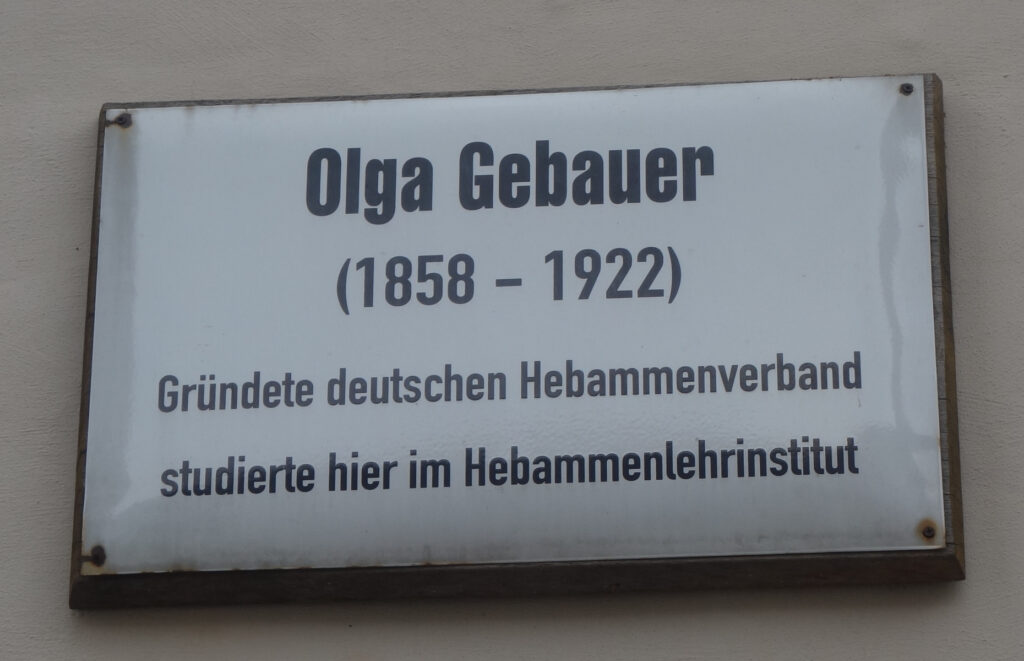 Olga Gebauer
(1858 – 1922)
Gründete deutschen Hebammenverband
studierte hier im Hebammenlehrinstitut